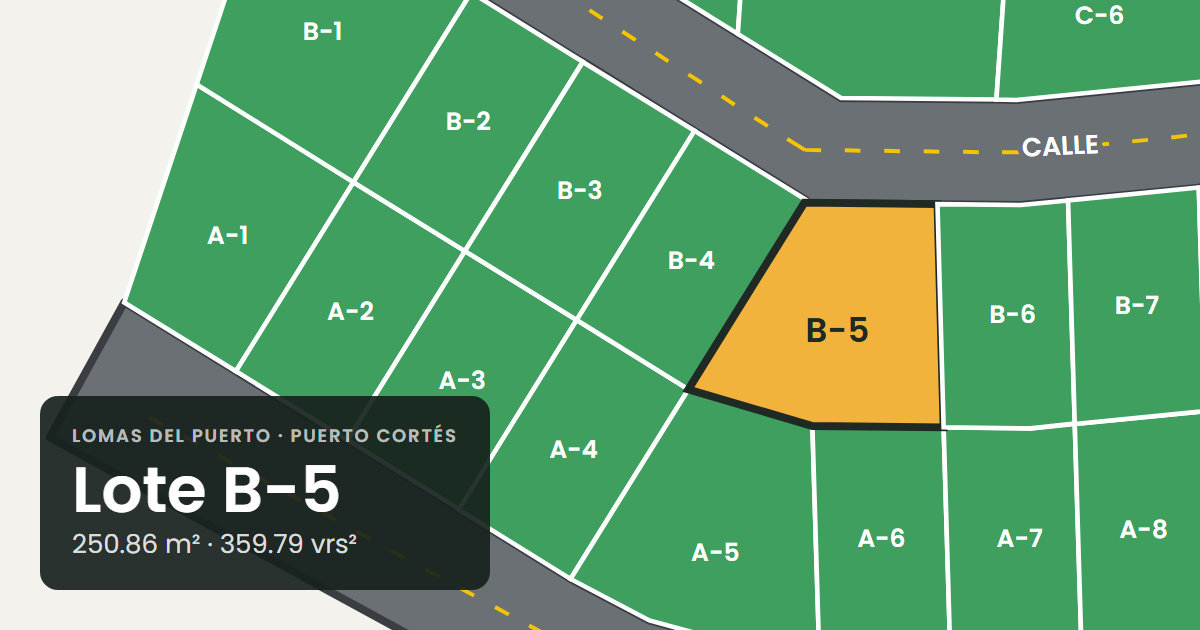 B-1
C-6
B-2
CALLE
B-3
A-1
B-4
A-2
B-5
B-6
B-7
A-3
A-4
LOMAS DEL PUERTO · PUERTO CORTÉS
Lote B-5
250.86 m² · 359.79 vrs²
A-5
A-6
A-7
A-8